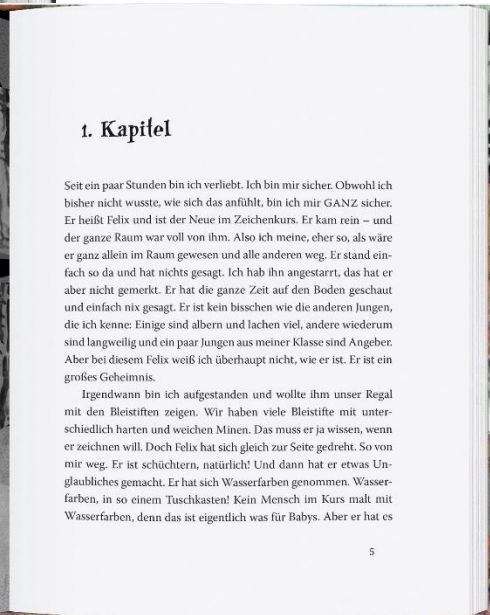 1. Kapitel
Seit ein paar Stunden bin ich verliebt. Ich bin mir sicher. Obwohl ich
bisher nicht wusste, wie sich das anfühlt, bin ich mir GANZ sicher.
Er heißt Felix und ist der Neue im Zeichenkurs. Er kam rein – und
der ganze Raum war voll von ihm. Also ich meine, eher so, als wäre
er ganz allein im Raum gewesen und alle anderen weg. Er stand ein-
fach so da und hat nichts gesagt. Ich hab ihn angestarrt, das hat er
aber nicht gemerkt. Er hat die ganze Zeit auf den Boden geschaut
und einfach nix gesagt. Er ist kein bisschen wie die anderen Jungen,
die ich kenne: Einige sind albern und lachen viel, andere wiederum
sind langweilig und ein paar Jungen aus meiner Klasse sind Angeber.
Aber bei diesem Felix weiß ich überhaupt nicht, wie er ist. Er ist ein
großes Geheimnis.
Irgendwann bin ich aufgestanden und wollte ihm unser Regal
mit den Bleistiften zeigen. Wir haben viele Bleistifte mit unter-
schiedlich harten und weichen Minen. Das muss er ja wissen, wenn
er zeichnen will. Doch Felix hat sich gleich zur Seite gedreht. So von
mir weg. Er ist schüchtern, natürlich! Und dann hat er etwas Un-
glaubliches gemacht. Er hat sich Wasserfarben genommen. Wasser-
farben, in so einem Tuschkasten! Kein Mensch im Kurs malt mit
Wasserfarben, denn das ist eigentlich was für Babys. Aber er hat es
5